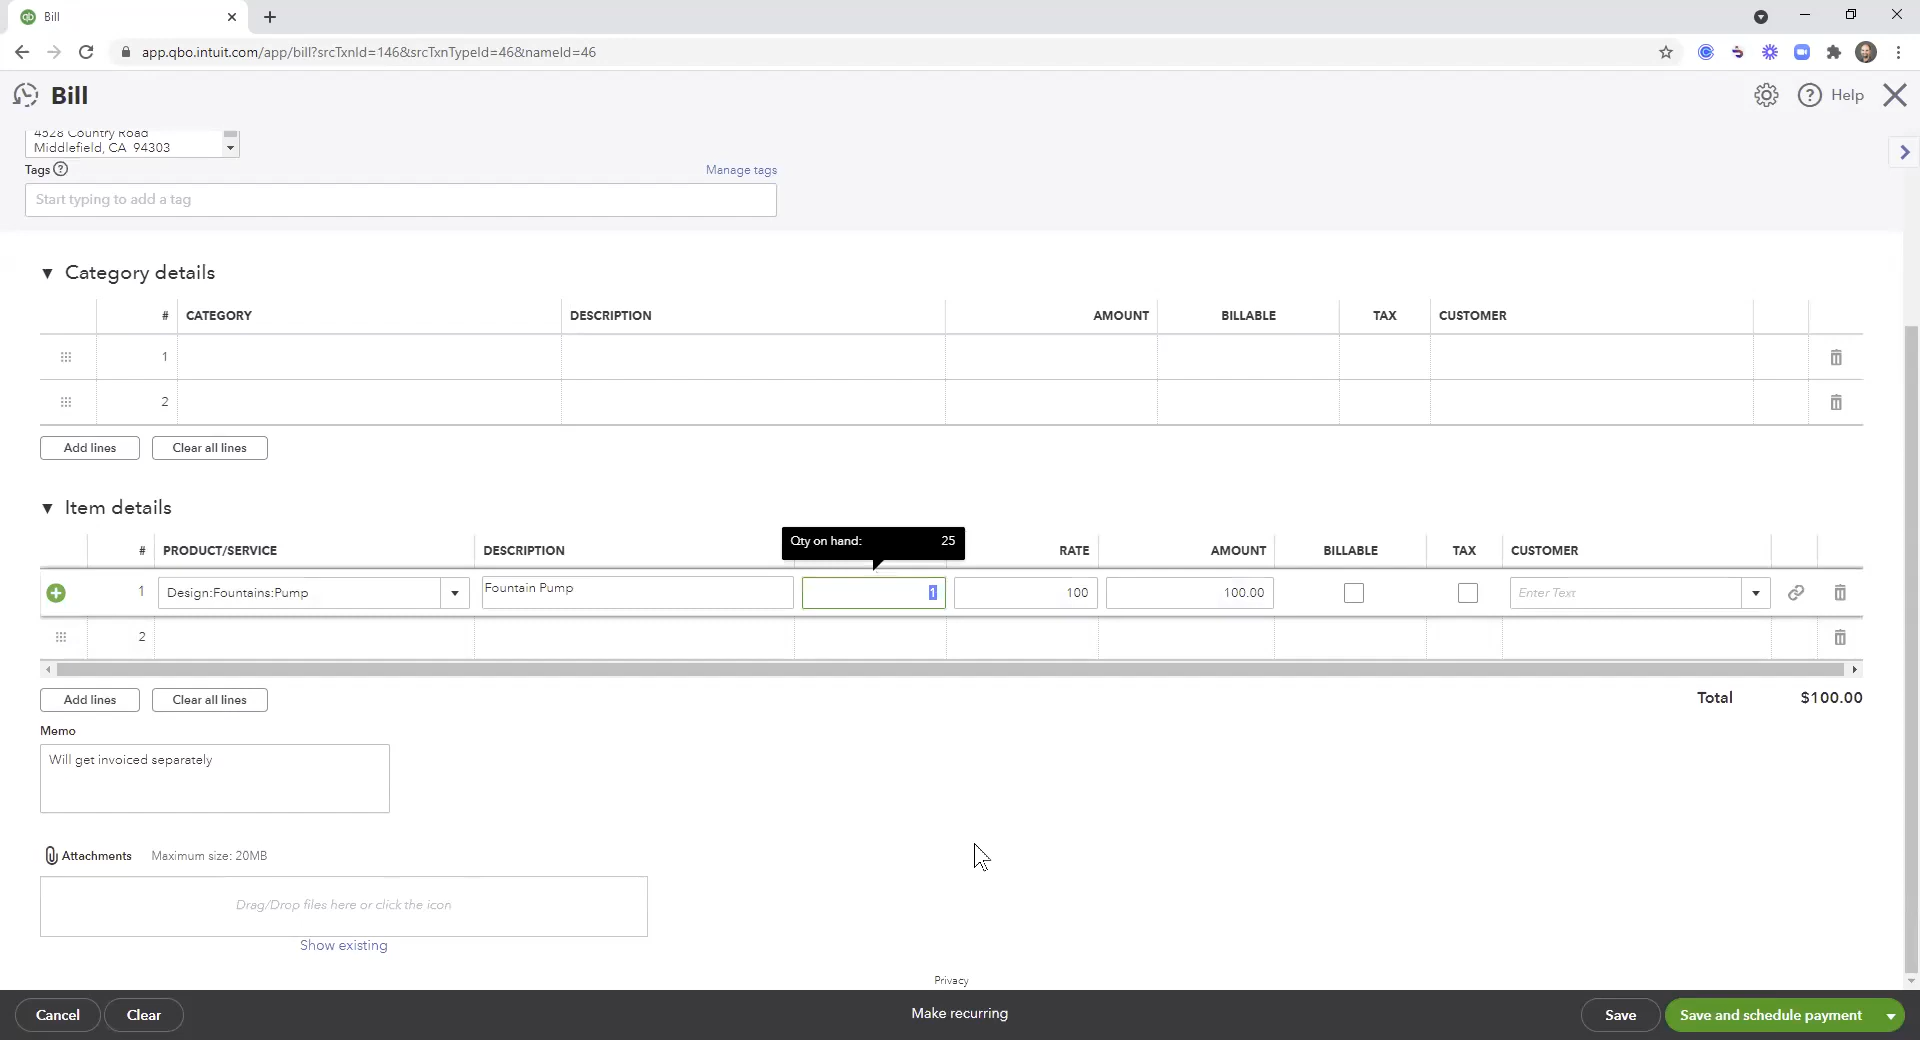 Bill
app.qbo.intuit.com/app/bill?srcTxnId=146&srcTxnTypeId=46&nameId=46
Bill
Help
4528 Country Road
Middlefield, CA 94303
Tags
Manage tags
Start typing to add a tag
Category details
# CATEGORY DESCRIPTION AMOUNT BILLABLE TAX CUSTOMER
1
2
Add lines Clear all lines
Item details
Qty on hand: 25
# PRODUCT/SERVICE DESCRIPTION RATE AMOUNT BILLABLE TAX CUSTOMER
1 Design:Fountains:Pump Fountain Pump 1 100 100.00 Enter Text
2
Add lines Clear all lines Total $100.00
Memo
Will get invoiced separately
Attachments Maximum size: 20MB
Drag/Drop files here or click the icon
Show existing
Privacy
Cancel Clear Make recurring Save Save and schedule payment